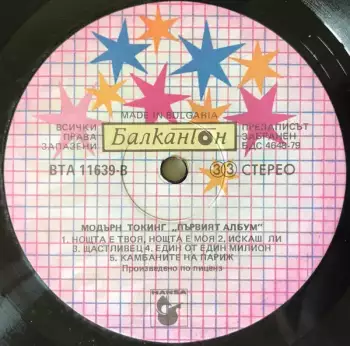 MADE IN BULGARIA
ВСИЧКИ ПРАВА ЗАПАЗЕНИ
Балкантон
ПРЕЗАПИСЪТ ЗАБРАНЕН
БДС 4648-79
ВТА 11639-В
33 СТЕРЕО
МОДЪРН ТОКИНГ „ПЪРВИЯТ АЛБУМ"
1. НОЩТА Е ТВОЯ, НОЩТА Е МОЯ 2. ИСКАШ ЛИ
3. ЩАСТЛИВЕЦ 4. ЕДИН ОТ ЕДИН МИЛИОН
5. КАМБАНИТЕ НА ПАРИЖ
Произведено по лиценз
HANSA